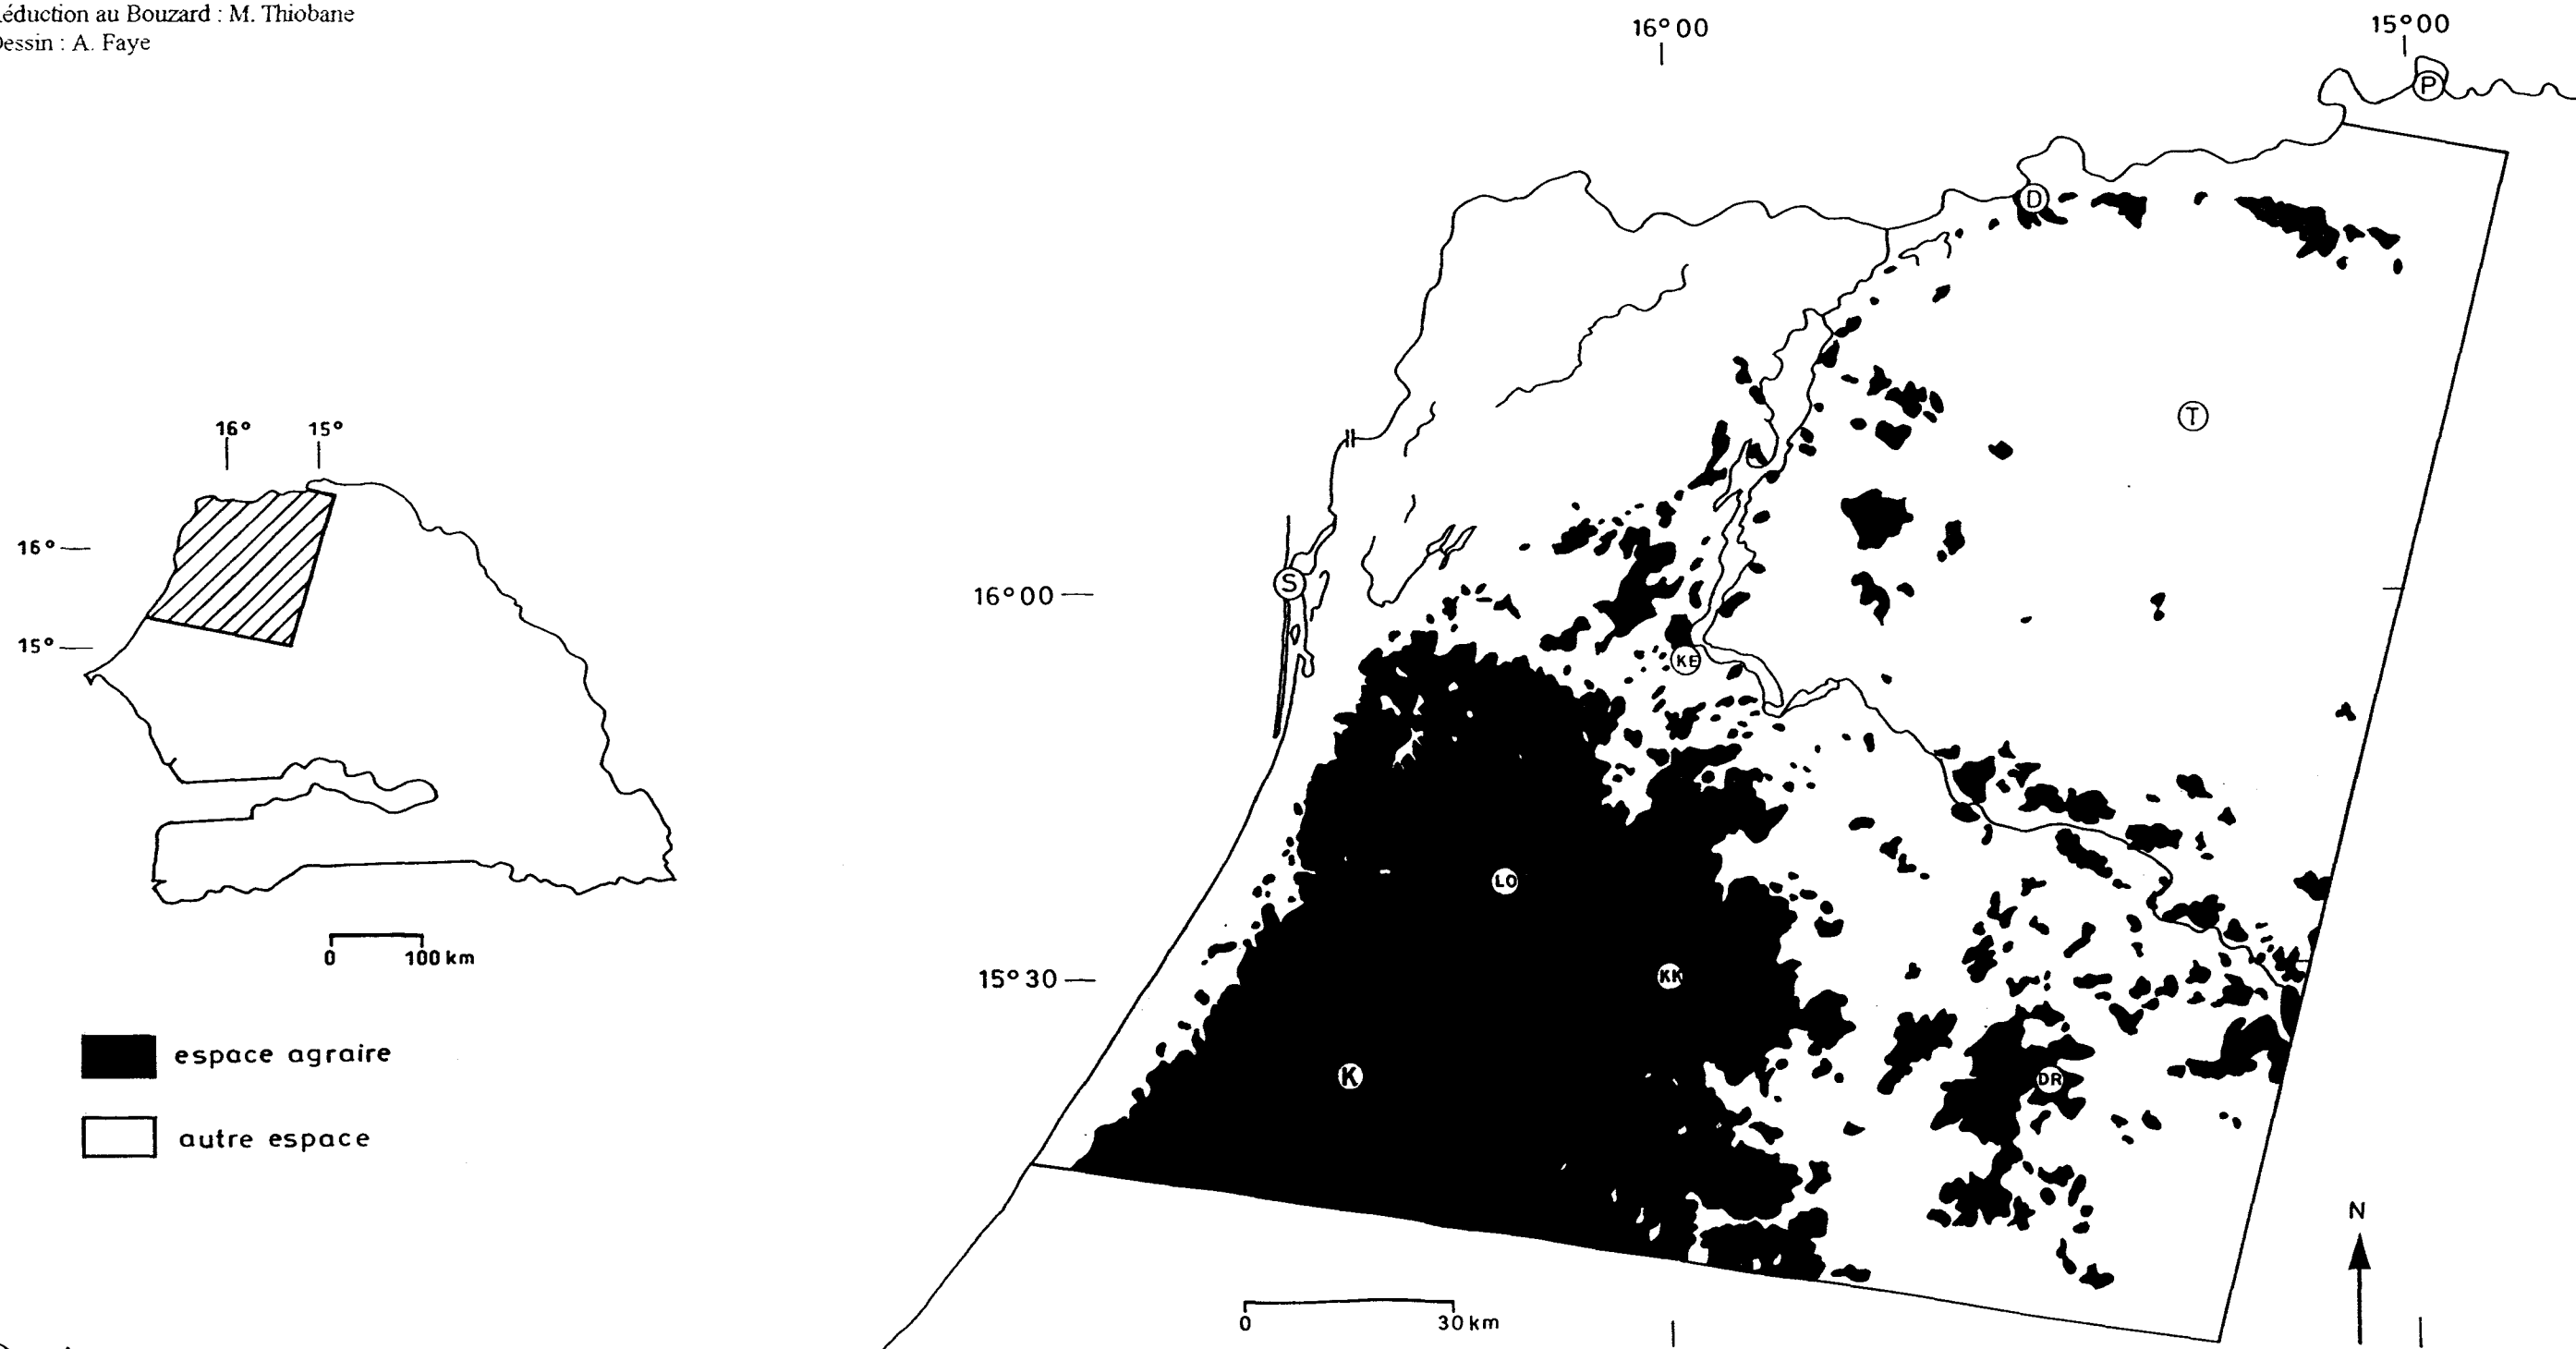 éduction au Bouzard : M. Thiobane
Dessin : A. Faye
16°00
15°00
P
D
T
16° 15°
16°
15°
S
16°00
KE
LO
KK
15°30
K
DR
0 100 km
espace agraire
autre espace
N
0 30 km